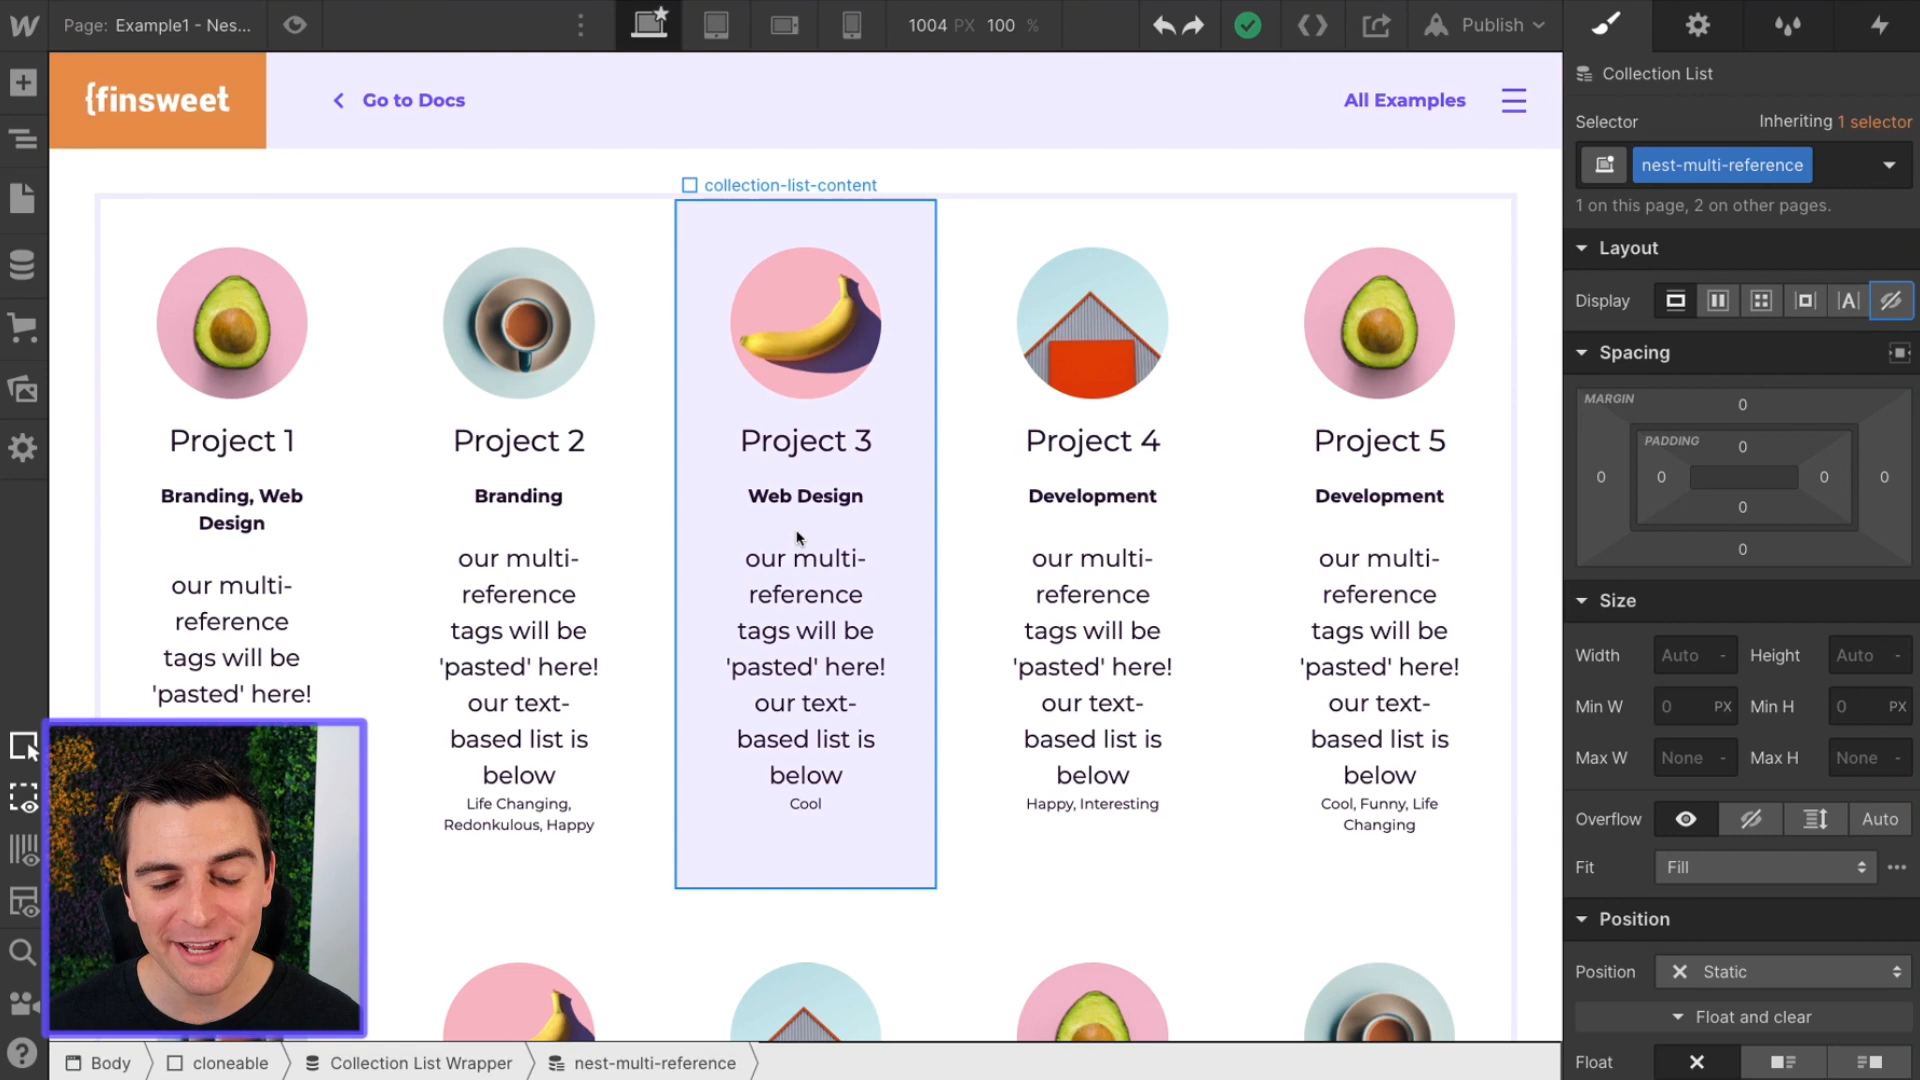 Page: Example1 - Nes...
1004 PX 100 %
Publish
{finsweet
Go to Docs
All Examples
collection-list-content
Project 1
Branding, Web
Design
our multi-
reference
tags will be
'pasted' here!
Project 2
Branding
our multi-
reference
tags will be
'pasted' here!
our text-
based list is
below
Life Changing,
Redonkulous, Happy
Project 3
Web Design
our multi-
reference
tags will be
'pasted' here!
our text-
based list is
below
Cool
Project 4
Development
our multi-
reference
tags will be
'pasted' here!
our text-
based list is
below
Happy, Interesting
Project 5
Development
our multi-
reference
tags will be
'pasted' here!
our text-
based list is
below
Cool, Funny, Life
Changing
Body
cloneable
Collection List Wrapper
nest-multi-reference
Collection List
Selector
Inheriting 1 selector
nest-multi-reference
1 on this page, 2 on other pages.
Layout
Display
Spacing
MARGIN
0
PADDING
0
0 0 0 0
0
0
Size
Width Auto - Height Auto -
Min W 0 PX Min H 0 PX
Max W None - Max H None -
Overflow Auto
Fit Fill
Position
Position Static
Float and clear
Float